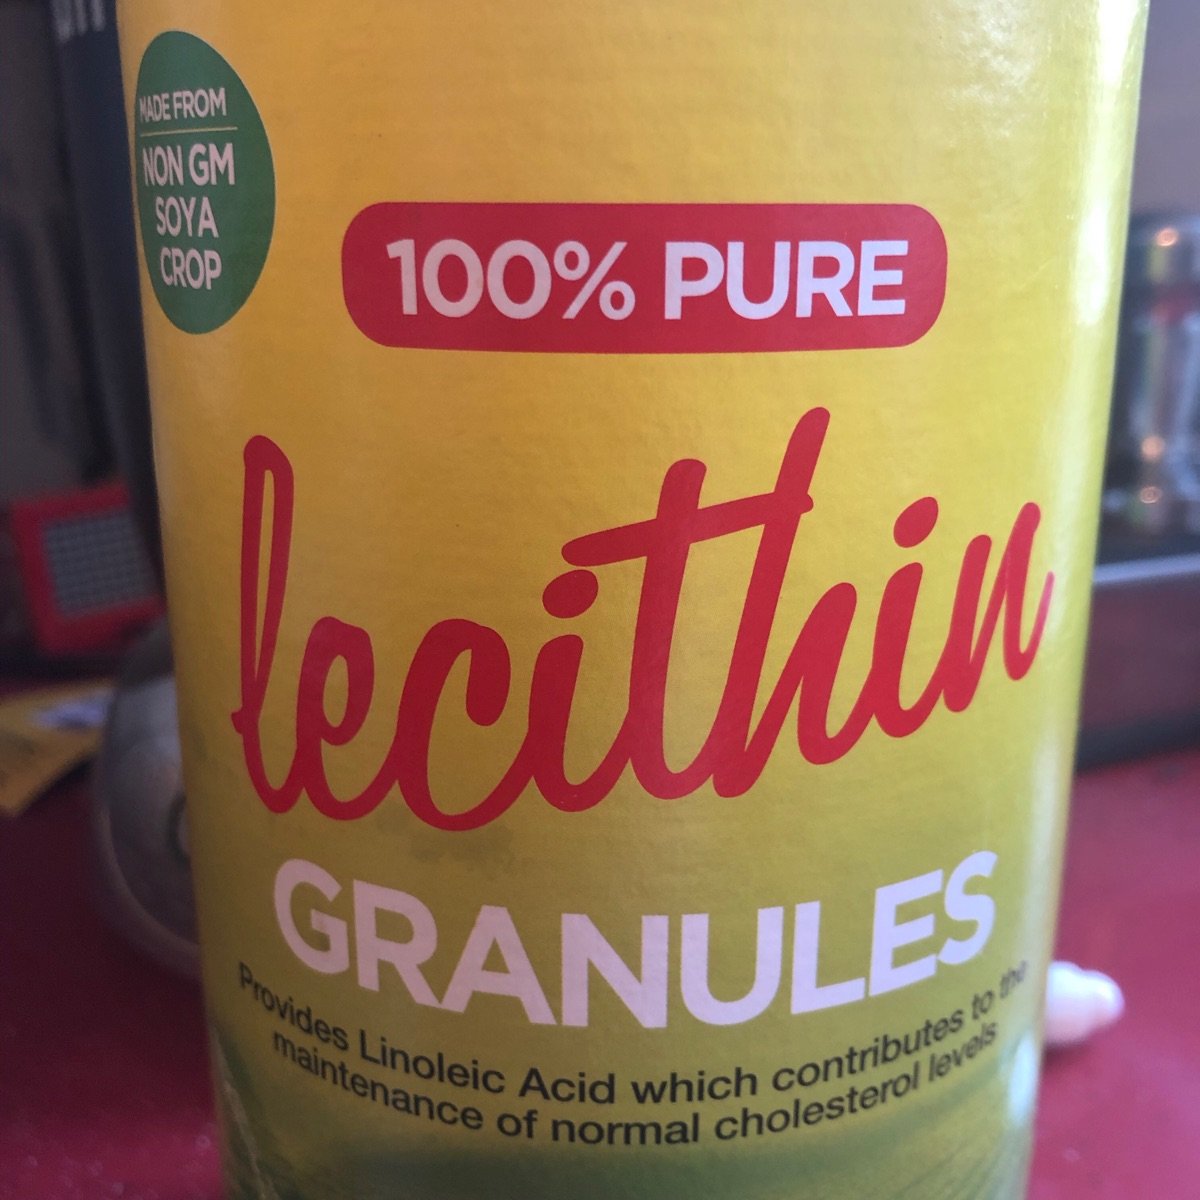 MADE FROM
NON GM
SOYA
CROP
100% PURE
lecithin
GRANULES
Provides Linoleic Acid which contributes to the
maintenance of normal cholesterol levels